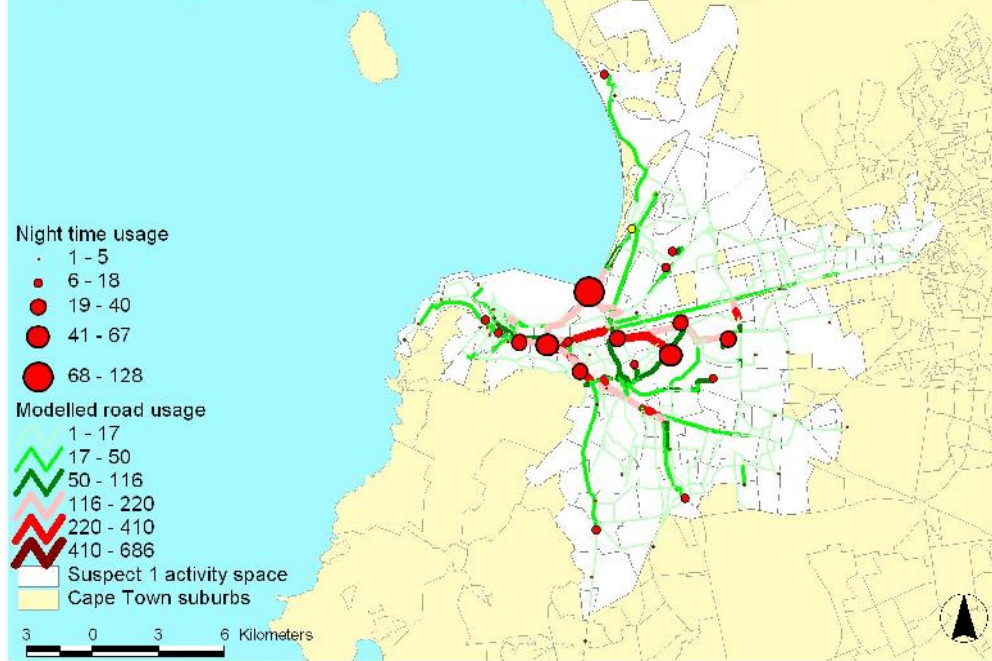 Night time usage
1 - 5
6 - 18
19 - 40
41 - 67
68 - 128
Modelled road usage
1 - 17
17 - 50
50 - 116
116 - 220
220 - 410
410 - 686
Suspect 1 activity space
Cape Town suburbs
3 0 3 6 Kilometers